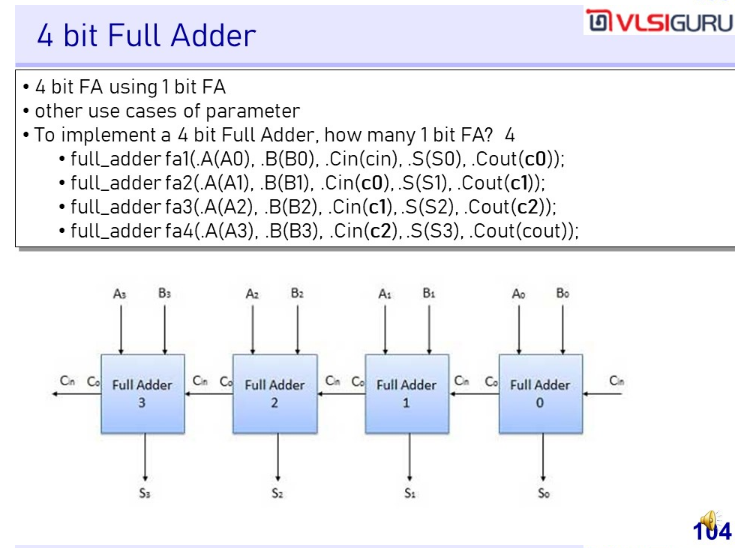 4 bit Full Adder
VLSIGURU
• 4 bit FA using 1 bit FA
• other use cases of parameter
• To implement a 4 bit Full Adder, how many 1 bit FA? 4
• full_adder fa1(.A(A0), .B(B0), .Cin(cin), .S(S0), .Cout(c0));
• full_adder fa2(.A(A1), .B(B1), .Cin(c0), .S(S1), .Cout(c1));
• full_adder fa3(.A(A2), .B(B2), .Cin(c1), .S(S2), .Cout(c2));
• full_adder fa4(.A(A3), .B(B3), .Cin(c2), .S(S3), .Cout(cout));
A₃ B₃ A₂ B₂ A₁ B₁ A₀ B₀
Cin Co Full Adder Cin Co Full Adder Cin Co Full Adder Cin Co Full Adder Cin
3 2 1 0
S₃ S₂ S₁ S₀
104